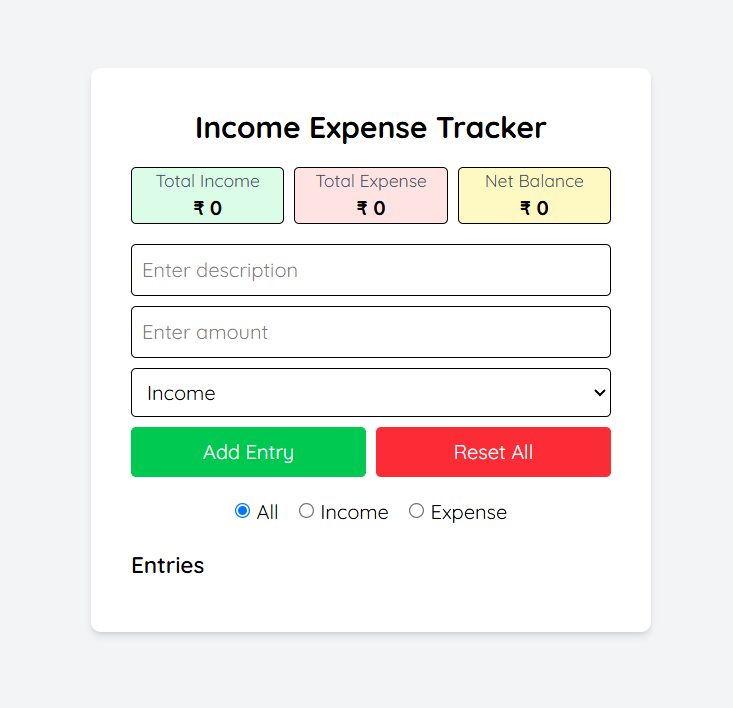 Income Expense Tracker
Total Income Total Expense Net Balance
₹ 0 ₹ 0 ₹ 0
Enter description
Enter amount
Income
Add Entry Reset All
All Income Expense
Entries